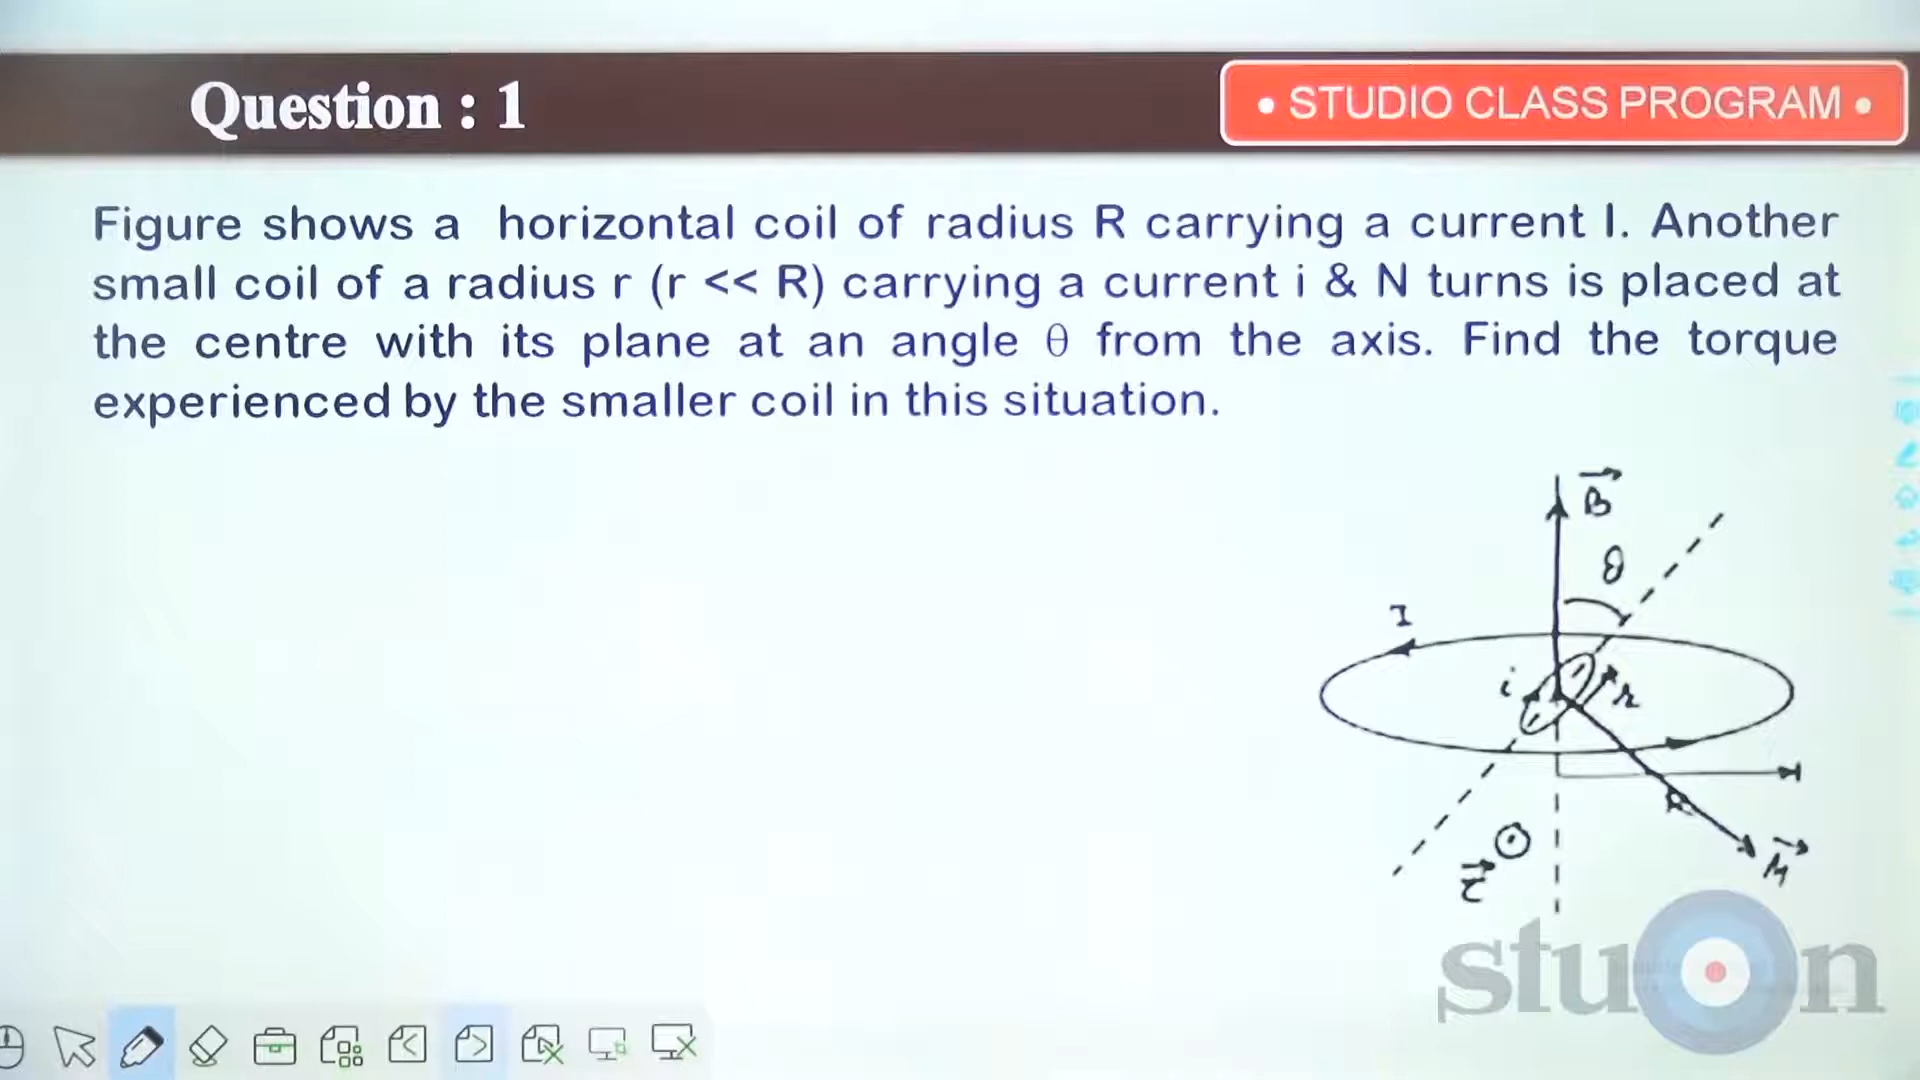 Question : 1
• STUDIO CLASS PROGRAM •
Figure shows a horizontal coil of radius R carrying a current I. Another
small coil of a radius r (r << R) carrying a current i & N turns is placed at
the centre with its plane at an angle θ from the axis. Find the torque
experienced by the smaller coil in this situation.
B
θ
I
i
r
M
τ
stuon